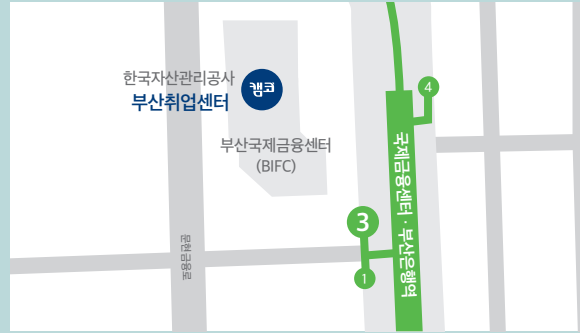 한국자산관리공사
부산취업센터
캠코
부산국제금융센터
(BIFC)
4
국제금융센터·부산은행역
3
1
문현금융로